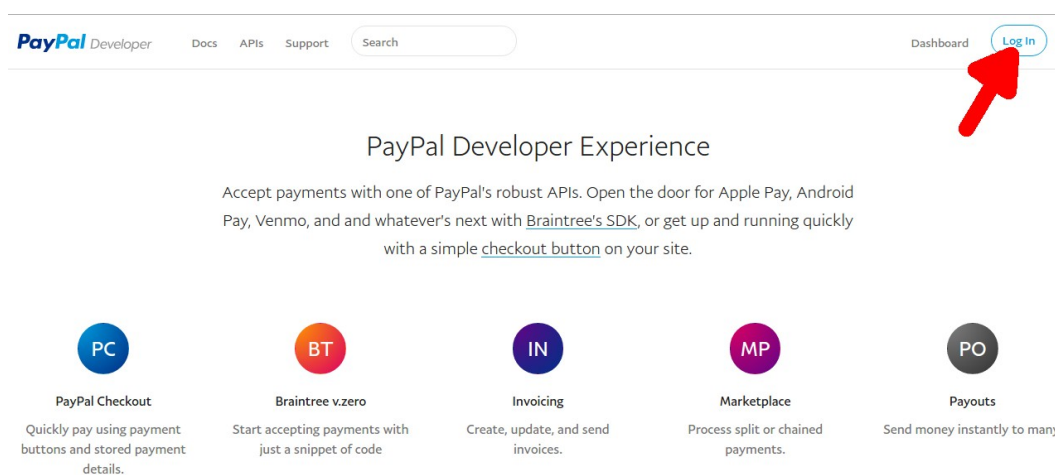 PayPal Developer Docs APIs Support Search Dashboard Log In
PayPal Developer Experience
Accept payments with one of PayPal's robust APIs. Open the door for Apple Pay, Android
Pay, Venmo, and and whatever's next with Braintree's SDK, or get up and running quickly
with a simple checkout button on your site.
PC BT IN MP PO
PayPal Checkout
Quickly pay using payment
buttons and stored payment
details.
Braintree v.zero
Start accepting payments with
just a snippet of code
Invoicing
Create, update, and send
invoices.
Marketplace
Process split or chained
payments.
Payouts
Send money instantly to many